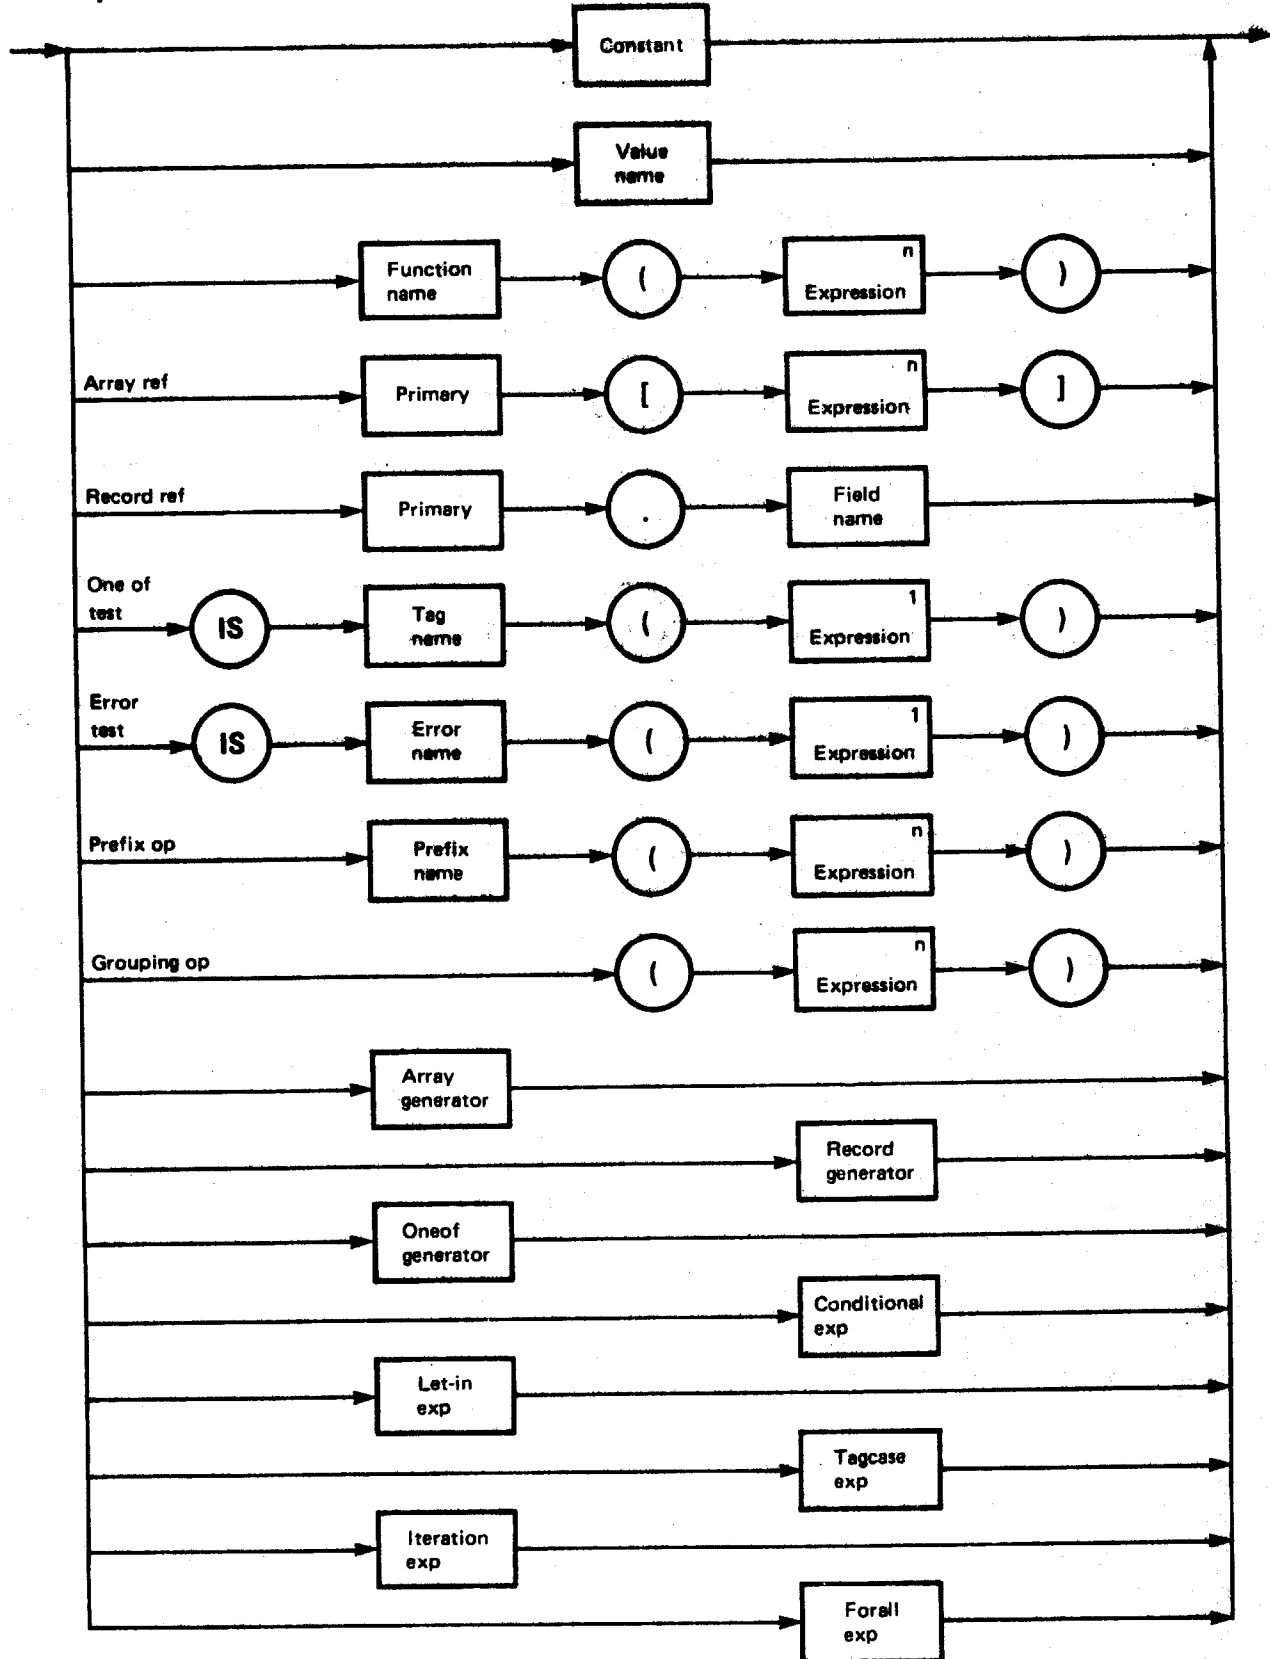 Constant
Value
name
Function
name
(
n
Expression
)
Array ref
Primary
[
n
Expression
]
Record ref
Primary
.
Field
name
One of
test
IS
Tag
name
(
1
Expression
)
Error
test
IS
Error
name
(
1
Expression
)
Prefix op
Prefix
name
(
n
Expression
)
Grouping op
(
n
Expression
)
Array
generator
Record
generator
Oneof
generator
Conditional
exp
Let-in
exp
Tagcase
exp
Iteration
exp
Forall
exp